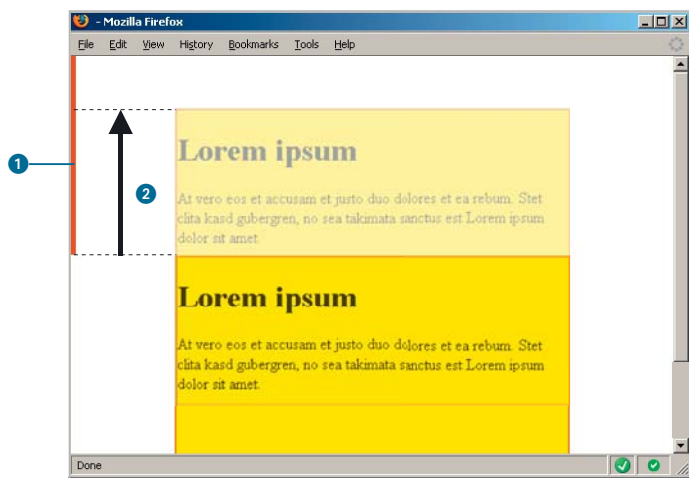 - Mozilla Firefox
File Edit View History Bookmarks Tools Help
1
2
Lorem ipsum
At vero eos et accusam et justo duo dolores et ea rebum. Stet
clita kasd gubergren, no sea takimata sanctus est Lorem ipsum
dolor sit amet.
Lorem ipsum
At vero eos et accusam et justo duo dolores et ea rebum. Stet
clita kasd gubergren, no sea takimata sanctus est Lorem ipsum
dolor sit amet.
Done